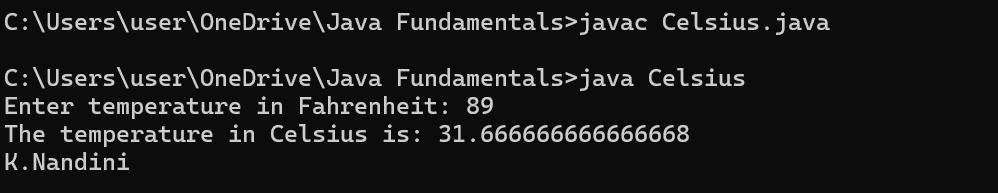 C:\Users\user\OneDrive\Java Fundamentals>javac Celsius.java
C:\Users\user\OneDrive\Java Fundamentals>java Celsius
Enter temperature in Fahrenheit: 89
The temperature in Celsius is: 31.666666666666668
K.Nandini